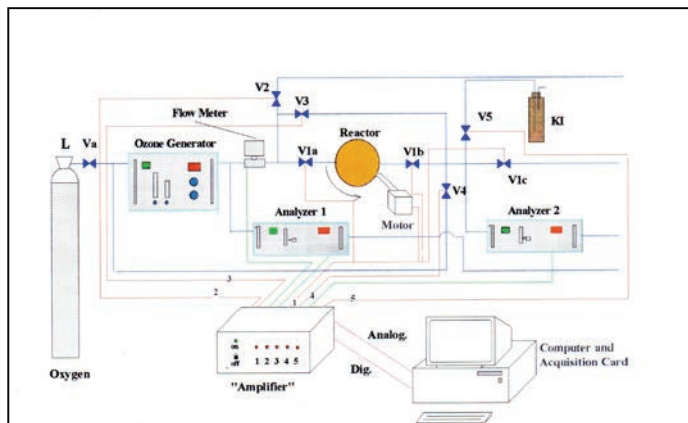 V2
V3
Flow Meter
V5
KI
L
Va
Ozone Generator
Reactor
V1a
V1b
V1c
V4
Analyzer 1
Motor
Analyzer 2
3
2
1
4
5
on
off
1 2 3 4 5
Analog.
Dig.
Computer and
Acquisition Card
Oxygen
"Amplifier"